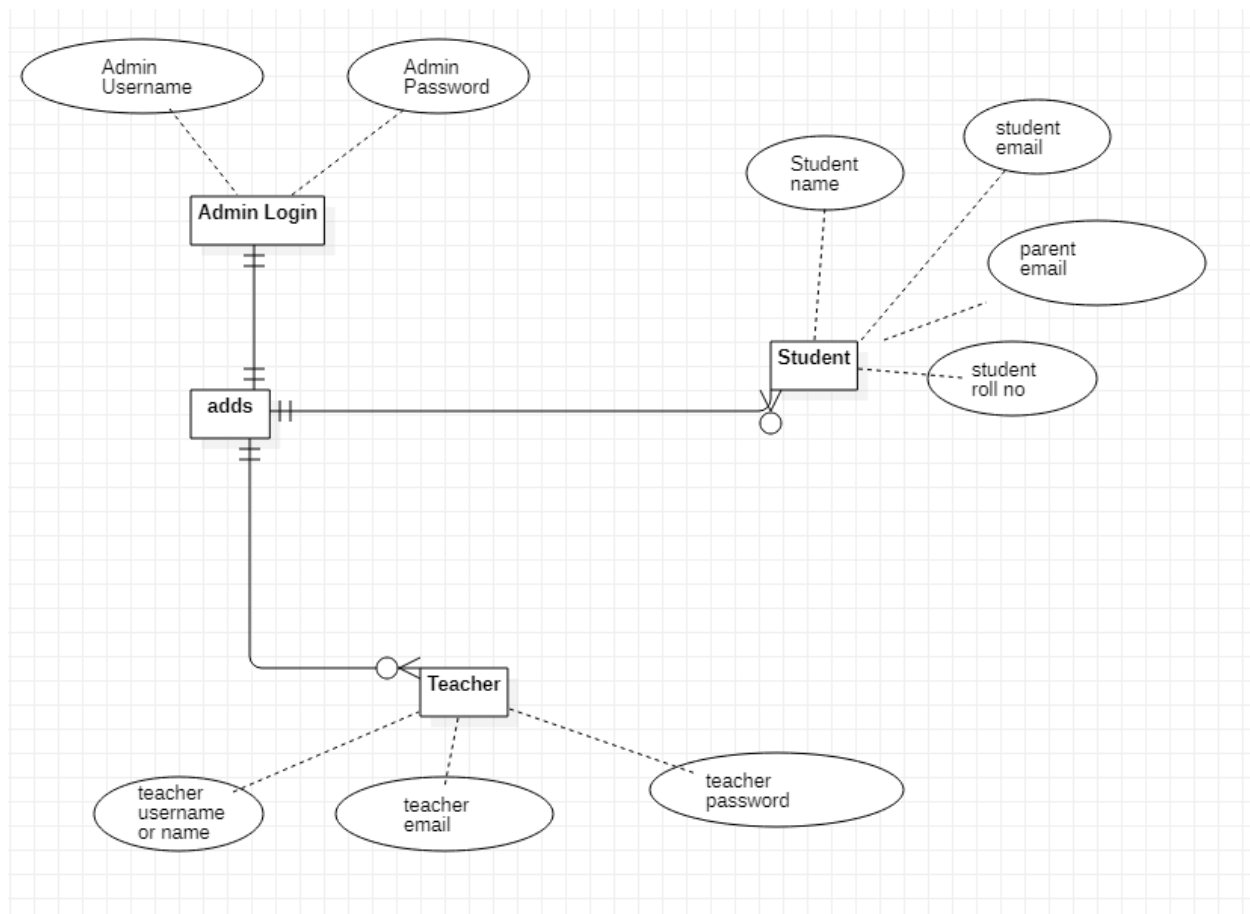 Admin
Username
Admin
Password
student
email
Student
name
Admin Login
parent
email
Student
student
roll no
adds
Teacher
teacher
username
or name
teacher
email
teacher
password